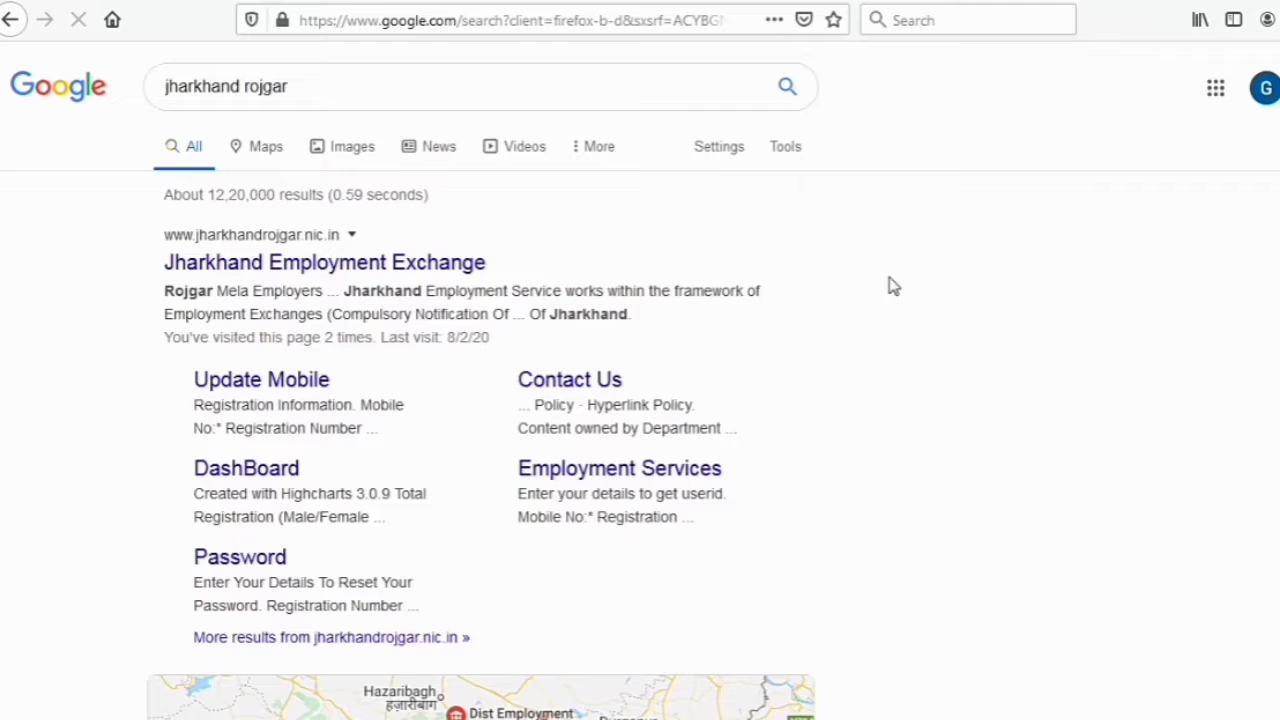 https://www.google.com/search?client=firefox-b-d&sxsrf=ACYBG
Search
Google
jharkhand rojgar
G
All Maps Images News Videos More Settings Tools
About 12,20,000 results (0.59 seconds)
www.jharkhandrojgar.nic.in
Jharkhand Employment Exchange
Rojgar Mela Employers ... Jharkhand Employment Service works within the framework of
Employment Exchanges (Compulsory Notification Of ... Of Jharkhand.
You've visited this page 2 times. Last visit: 8/2/20
Update Mobile
Registration Information. Mobile
No:* Registration Number ...
Contact Us
... Policy - Hyperlink Policy.
Content owned by Department ...
DashBoard
Created with Highcharts 3.0.9 Total
Registration (Male/Female ...
Employment Services
Enter your details to get userid.
Mobile No:* Registration ...
Password
Enter Your Details To Reset Your
Password. Registration Number ...
More results from jharkhandrojgar.nic.in »
Hazaribagh
हज़ारीबाग
Dist Employment